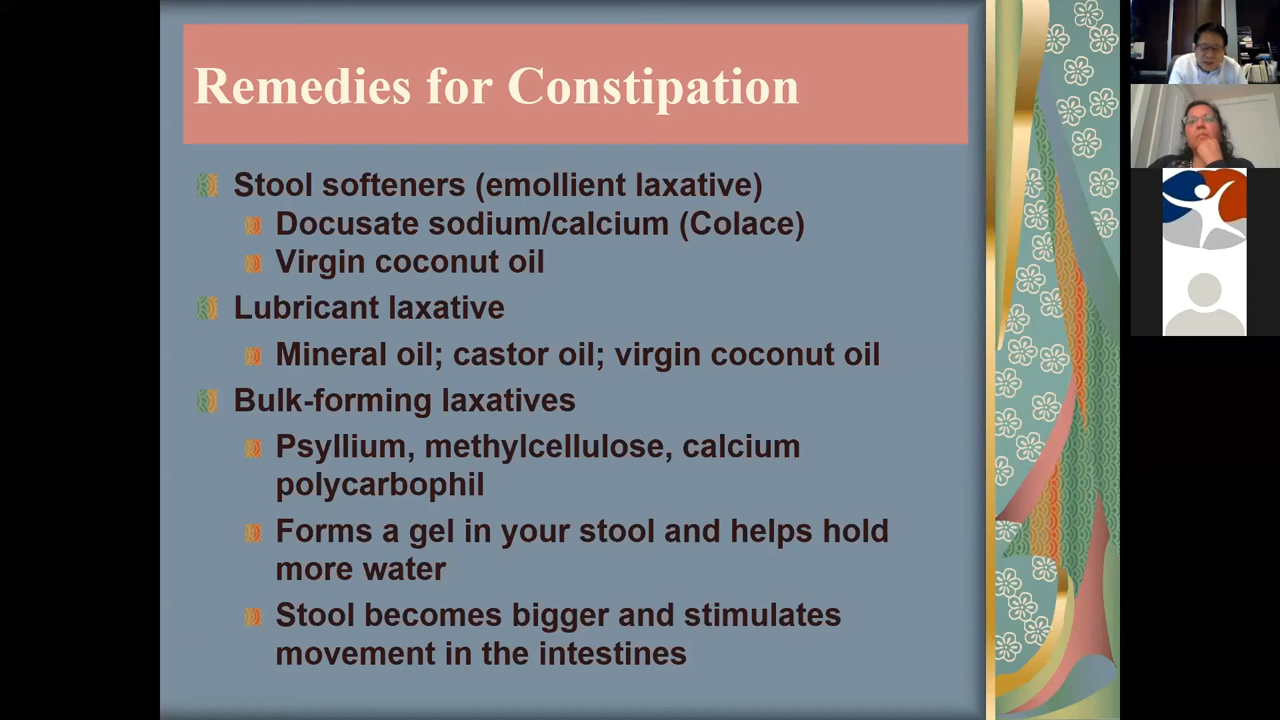 Remedies for Constipation
Stool softeners (emollient laxative)
Docusate sodium/calcium (Colace)
Virgin coconut oil
Lubricant laxative
Mineral oil; castor oil; virgin coconut oil
Bulk-forming laxatives
Psyllium, methylcellulose, calcium
polycarbophil
Forms a gel in your stool and helps hold
more water
Stool becomes bigger and stimulates
movement in the intestines